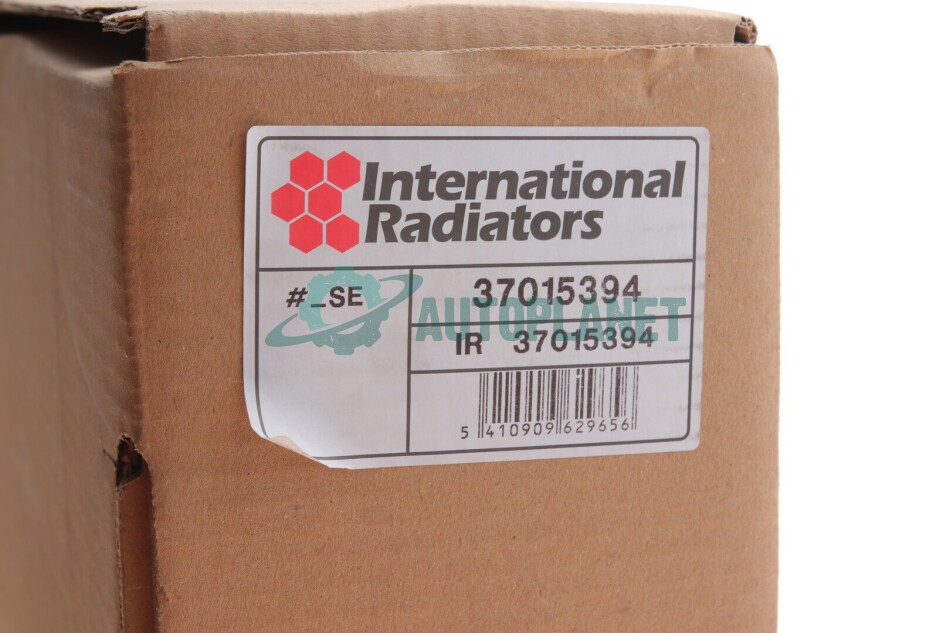 International
Radiators
#_SE
37015394
AUTOPLANET
IR 37015394
5 410909 629656